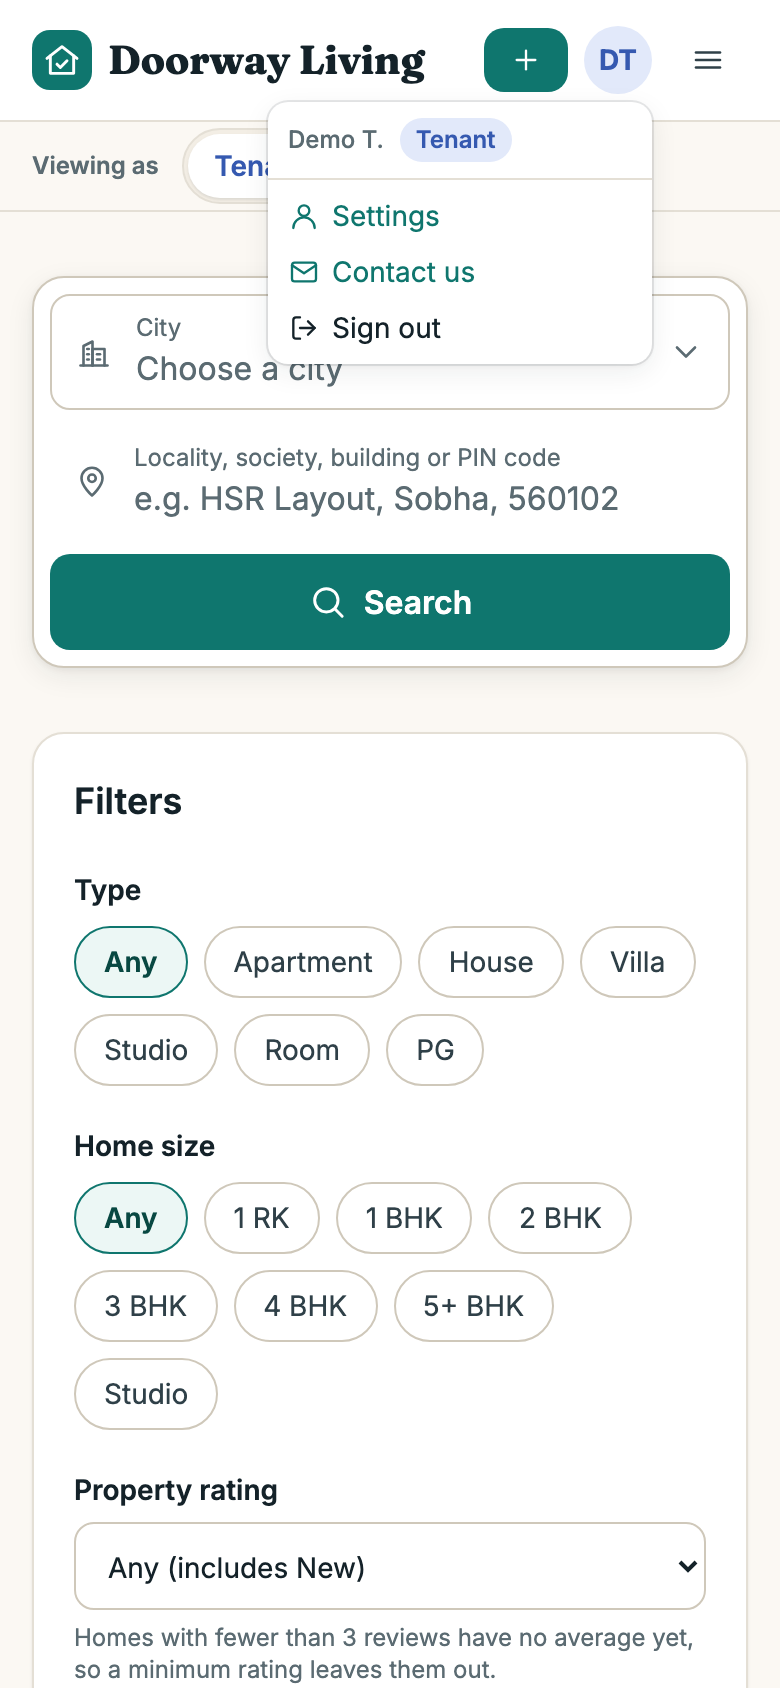 Doorway Living
DT
Demo T. Tenant
Viewing as
Settings
Contact us
Sign out
City
Choose a city
Locality, society, building or PIN code
e.g. HSR Layout, Sobha, 560102
Search
Filters
Type
Any Apartment House Villa
Studio Room PG
Home size
Any 1 RK 1 BHK 2 BHK
3 BHK 4 BHK 5+ BHK
Studio
Property rating
Any (includes New)
Homes with fewer than 3 reviews have no average yet,
so a minimum rating leaves them out.